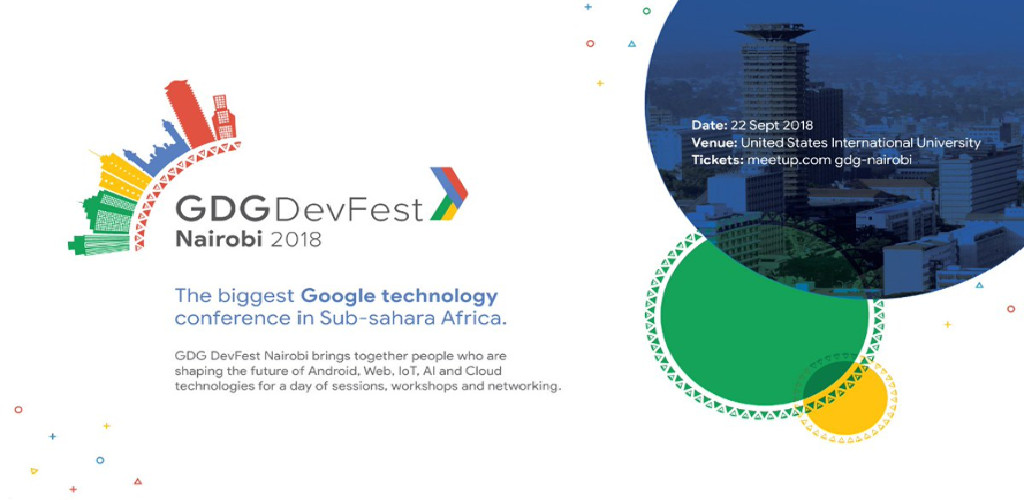 GDGDevFest
Nairobi 2018
The biggest Google technology
conference in Sub-sahara Africa.
GDG DevFest Nairobi brings together people who are
shaping the future of Android, Web, IoT, AI and Cloud
technologies for a day of sessions, workshops and networking.
Date: 22 Sept 2018
Venue: United States International University
Tickets: meetup.com gdg-nairobi